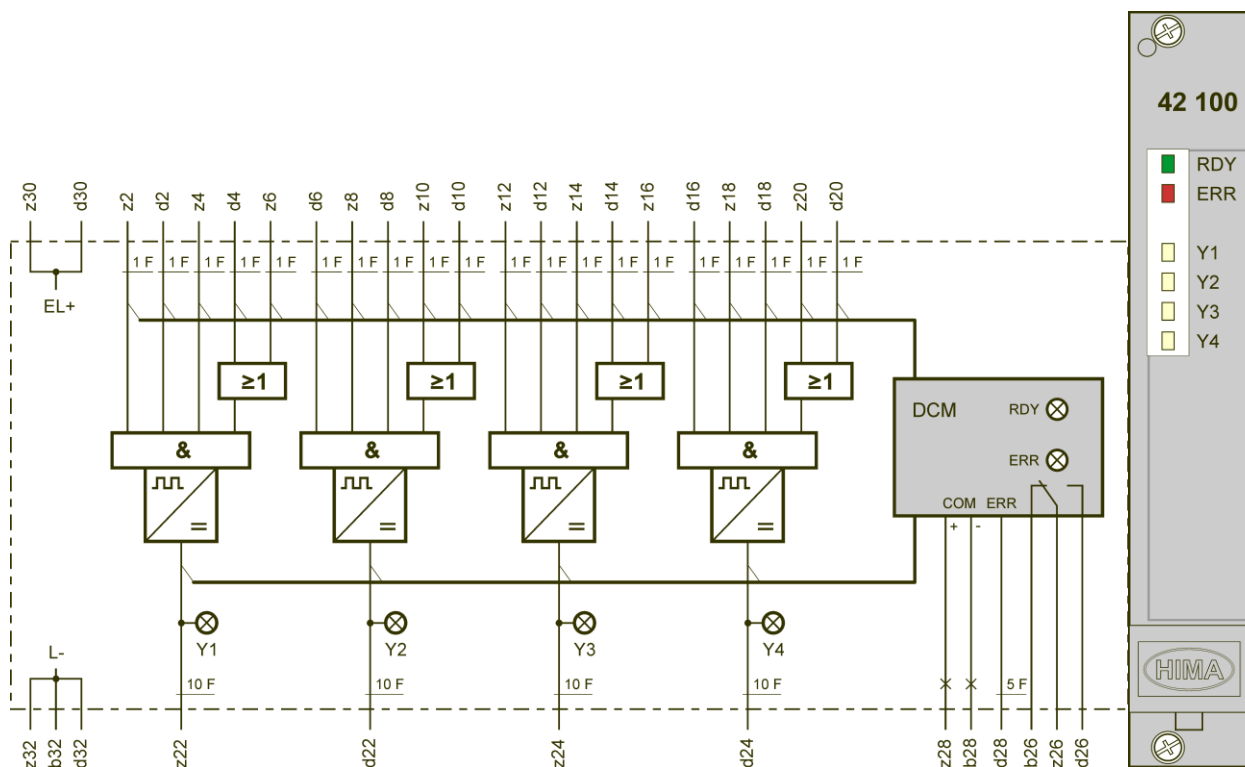 42 100
RDY
ERR
Y1
Y2
Y3
Y4
HIMA
z30 d30 z2 d2 z4 d4 z6 d6 z8 d8 z10 d10 z12 d12 z14 d14 z16 d16 z18 d18 z20 d20
1 F 1 F 1 F 1 F 1 F 1 F 1 F 1 F 1 F 1 F 1 F 1 F 1 F 1 F 1 F 1 F 1 F 1 F 1 F 1 F
EL+
≥1 ≥1 ≥1 ≥1
DCM RDY
& & & &
ERR
COM ERR
+ -
= = = =
Y1 Y2 Y3 Y4
L-
10 F 10 F 10 F 10 F 5 F
z32 b32 d32 z22 d22 z24 d24 z28 b28 d28 b26 z26 d26